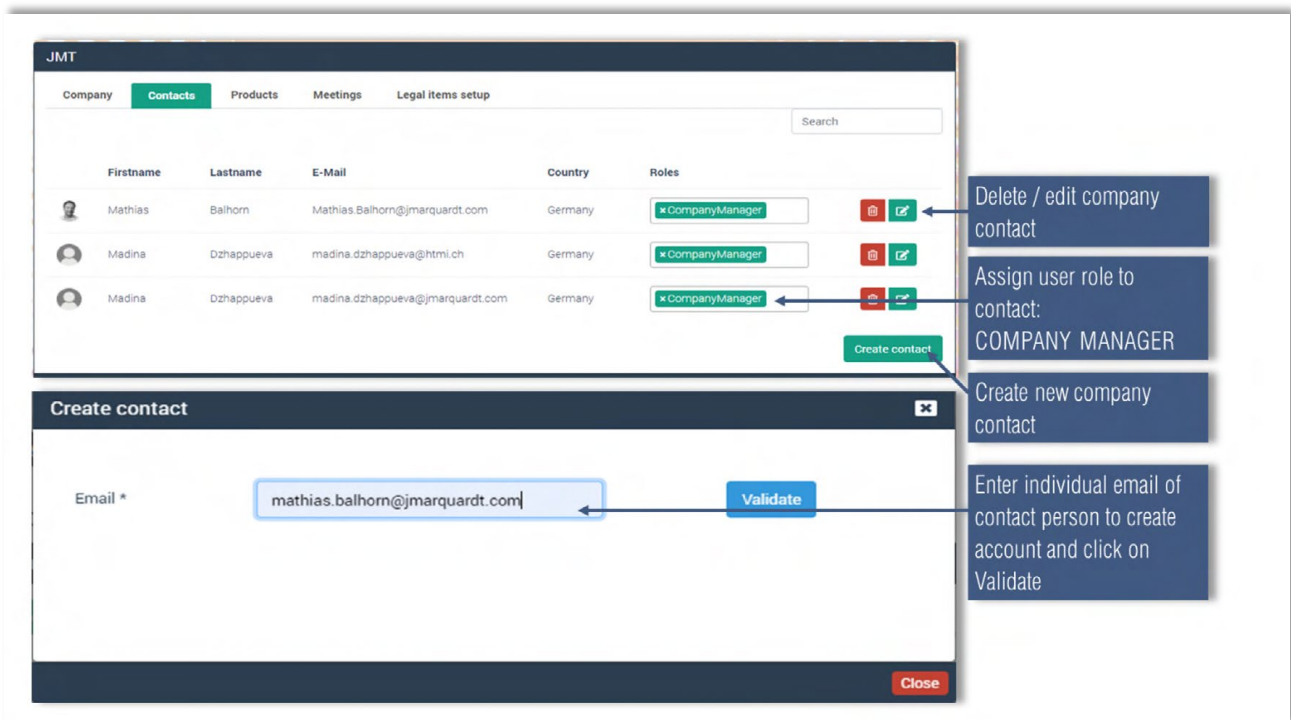 JMT
Company Contacts Products Meetings Legal items setup
Search
Firstname Lastname E-Mail Country Roles
Mathias Balhorn Mathias.Balhorn@jmarquardt.com Germany ×CompanyManager
Madina Dzhappueva madina.dzhappueva@htmi.ch Germany ×CompanyManager
Madina Dzhappueva madina.dzhappueva@jmarquardt.com Germany ×CompanyManager
Create contact
Delete / edit company
contact
Assign user role to
contact:
COMPANY MANAGER
Create new company
contact
Create contact
Email * mathias.balhorn@jmarquardt.com Validate
Enter individual email of
contact person to create
account and click on
Validate
Close